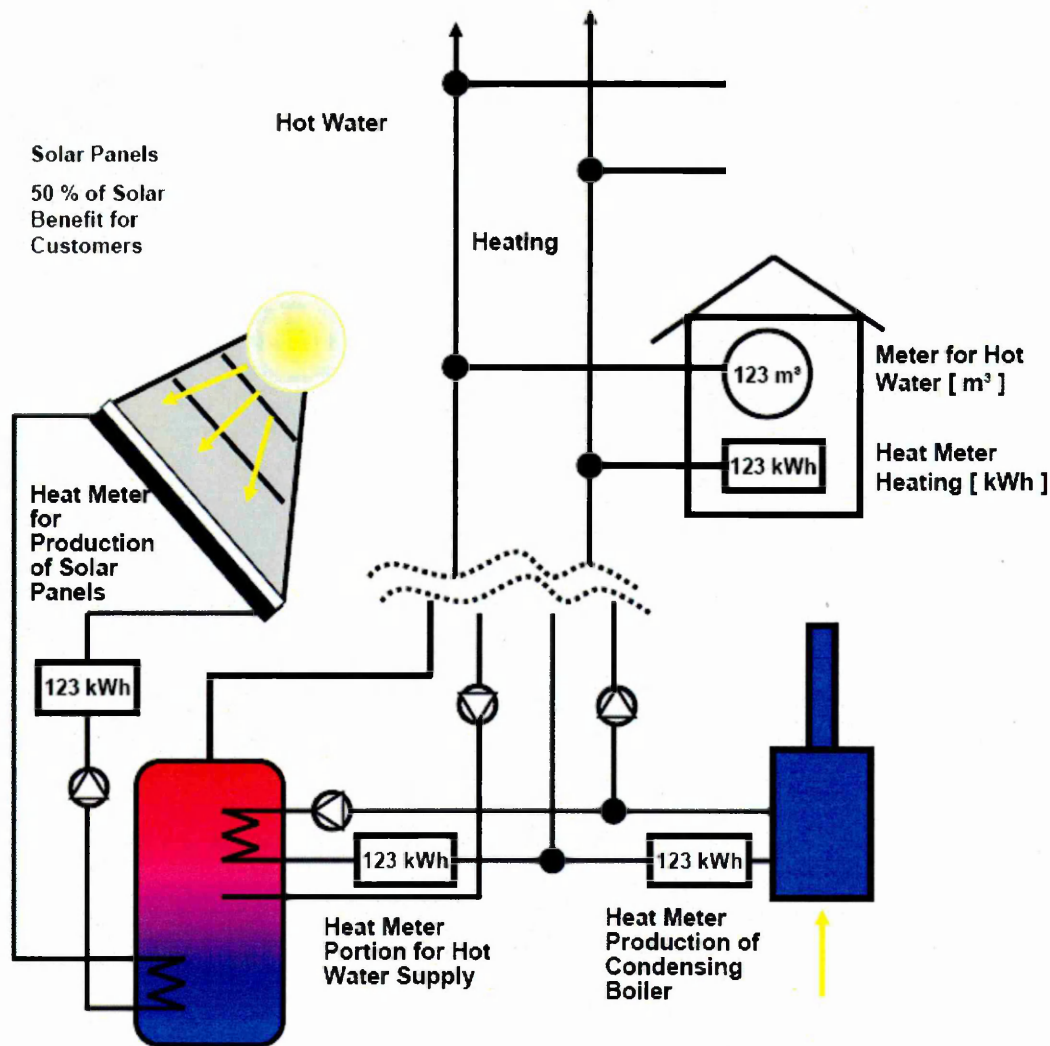 Hot Water
Solar Panels
50 % of Solar
Benefit for
Customers
Heating
123 m³
Meter for Hot
Water [ m³ ]
123 kWh
Heat Meter
Heating [ kWh ]
Heat Meter
for
Production
of Solar
Panels
123 kWh
123 kWh
123 kWh
Heat Meter
Portion for Hot
Water Supply
Heat Meter
Production of
Condensing
Boiler